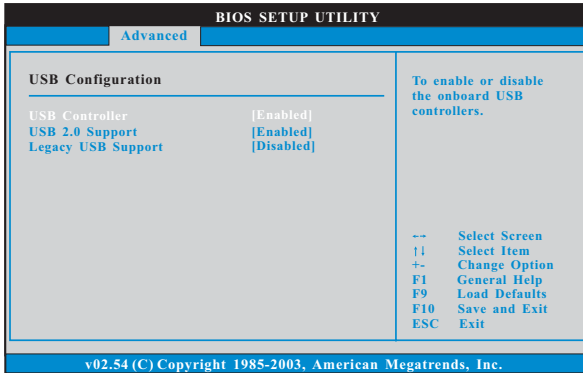 BIOS SETUP UTILITY
Advanced
USB Configuration
USB Controller [Enabled]
USB 2.0 Support [Enabled]
Legacy USB Support [Disabled]
To enable or disable
the onboard USB
controllers.
←→ Select Screen
↑↓ Select Item
+- Change Option
F1 General Help
F9 Load Defaults
F10 Save and Exit
ESC Exit
v02.54 (C) Copyright 1985-2003, American Megatrends, Inc.